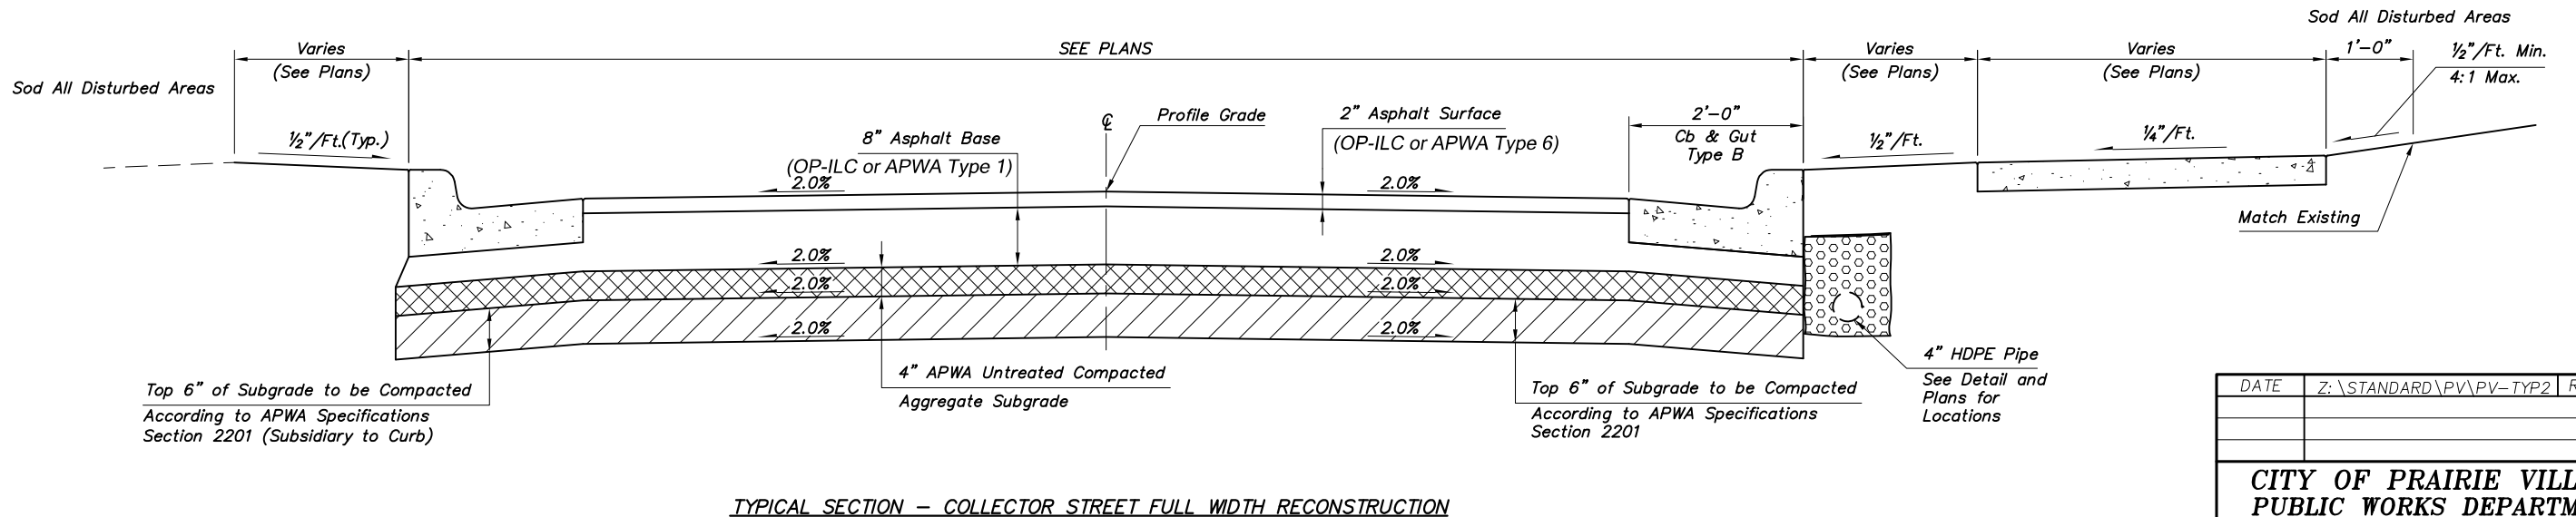 Sod All Disturbed Areas
Varies
(See Plans)
SEE PLANS
Varies
(See Plans)
Varies
(See Plans)
1'-0"
½"/Ft. Min.
4:1 Max.
Sod All Disturbed Areas
½"/Ft.(Typ.)
8" Asphalt Base
(OP-ILC or APWA Type 1)
℄
Profile Grade
2" Asphalt Surface
(OP-ILC or APWA Type 6)
2'-0"
Cb & Gut
Type B
½"/Ft.
¼"/Ft.
Match Existing
2.0%
2.0%
2.0%
2.0%
2.0%
2.0%
2.0%
2.0%
Top 6" of Subgrade to be Compacted
According to APWA Specifications
Section 2201 (Subsidiary to Curb)
4" APWA Untreated Compacted
Aggregate Subgrade
Top 6" of Subgrade to be Compacted
According to APWA Specifications
Section 2201
4" HDPE Pipe
See Detail and
Plans for
Locations
DATE Z:\STANDARD\PV\PV-TYP2
CITY OF PRAIRIE VILL
PUBLIC WORKS DEPARTM
TYPICAL SECTION – COLLECTOR STREET FULL WIDTH RECONSTRUCTION